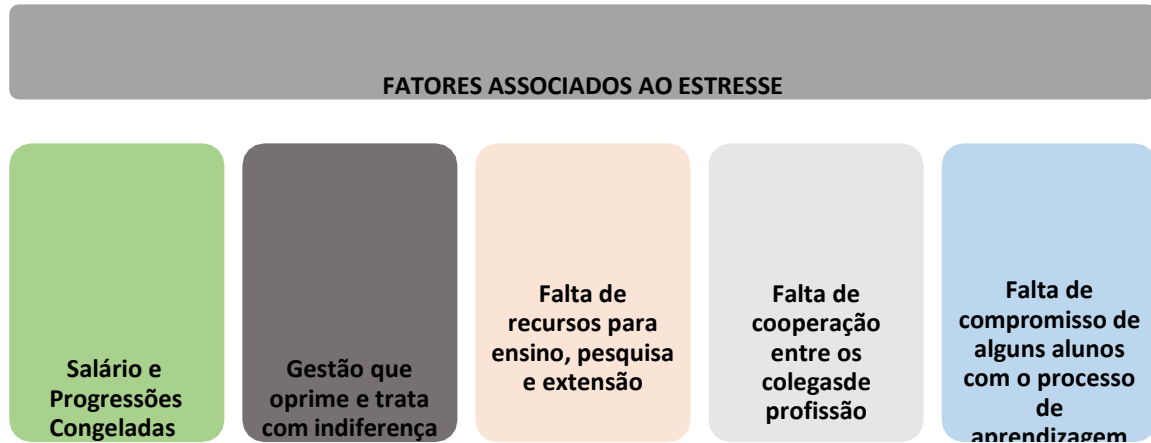 FATORES ASSOCIADOS AO ESTRESSE
Salário e
Progressões
Congeladas
Gestão que
oprime e trata
com indiferença
Falta de
recursos para
ensino, pesquisa
e extensão
Falta de
cooperação
entre os
colegasde
profissão
Falta de
compromisso de
alguns alunos
com o processo
de
aprendizagem